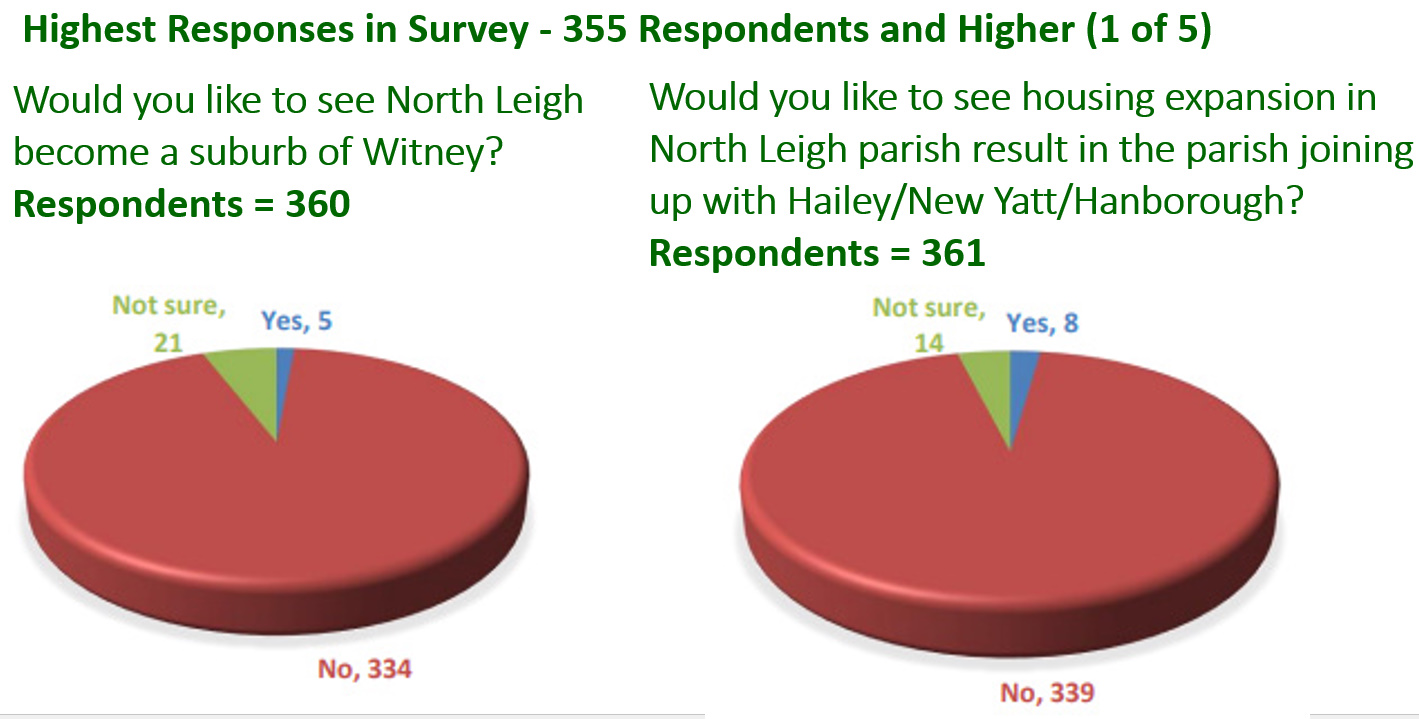 Highest Responses in Survey - 355 Respondents and Higher (1 of 5)
Would you like to see North Leigh
become a suburb of Witney?
Respondents = 360
Not sure,
21
Yes, 5
No, 334
Would you like to see housing expansion in
North Leigh parish result in the parish joining
up with Hailey/New Yatt/Hanborough?
Respondents = 361
Not sure,
14
Yes, 8
No, 339